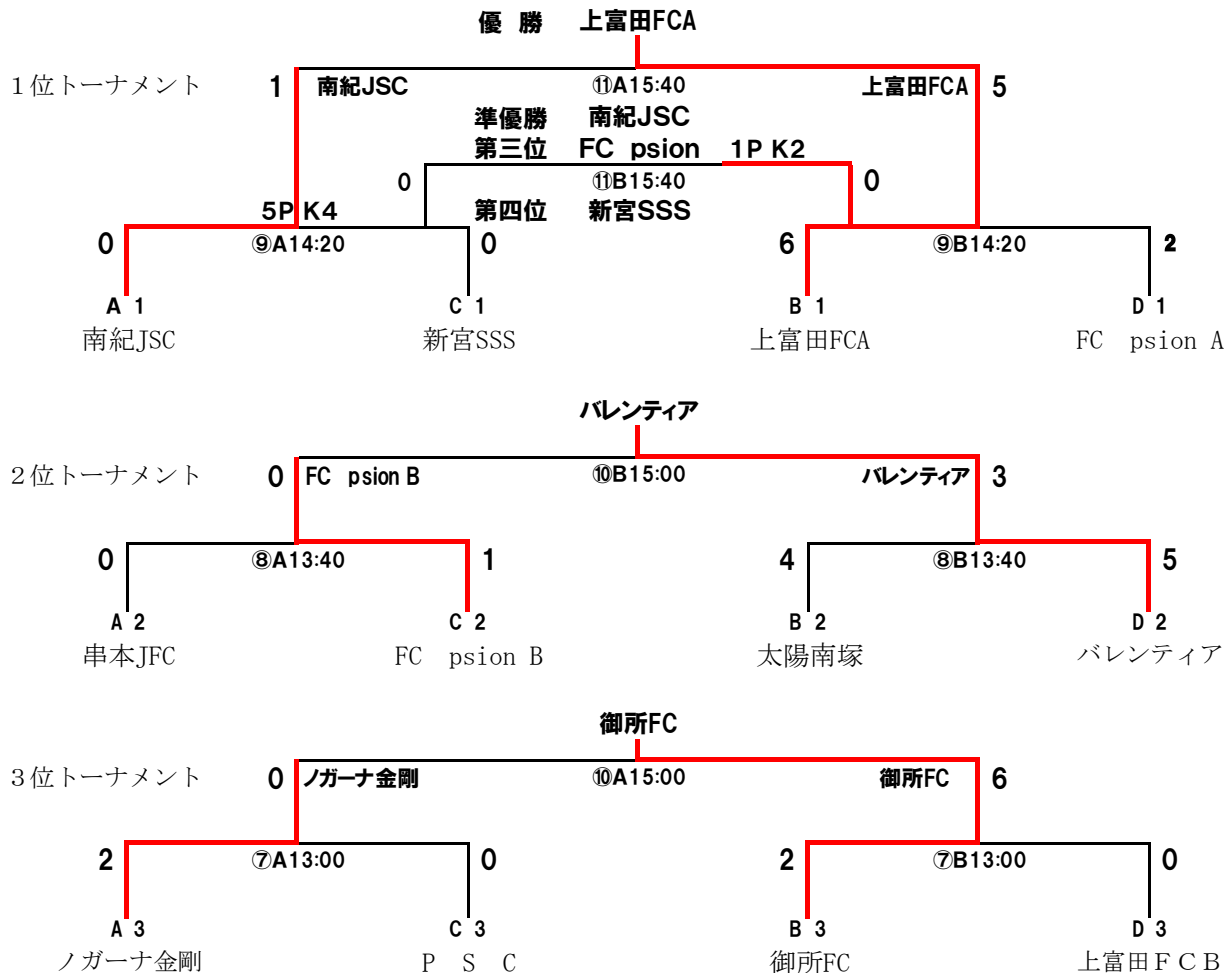 優 勝 上富田FCA
1位トーナメント 1 南紀JSC ⑪A15:40 上富田FCA 5
準優勝 南紀JSC
第三位 FC psion 1P K2
0 ⑪B15:40 0
5P K4 第四位 新宮SSS
0 ⑨A14:20 0 6 ⑨B14:20 2
A 1 C 1 B 1 D 1
南紀JSC 新宮SSS 上富田FCA FC psion A
バレンティア
2位トーナメント 0 FC psion B ⑩B15:00 バレンティア 3
0 ⑧A13:40 1 4 ⑧B13:40 5
A 2 C 2 B 2 D 2
串本JFC FC psion B 太陽南塚 バレンティア
御所FC
3位トーナメント 0 ノガーナ金剛 ⑩A15:00 御所FC 6
2 ⑦A13:00 0 2 ⑦B13:00 0
A 3 C 3 B 3 D 3
ノガーナ金剛 P S C 御所FC 上富田FCB